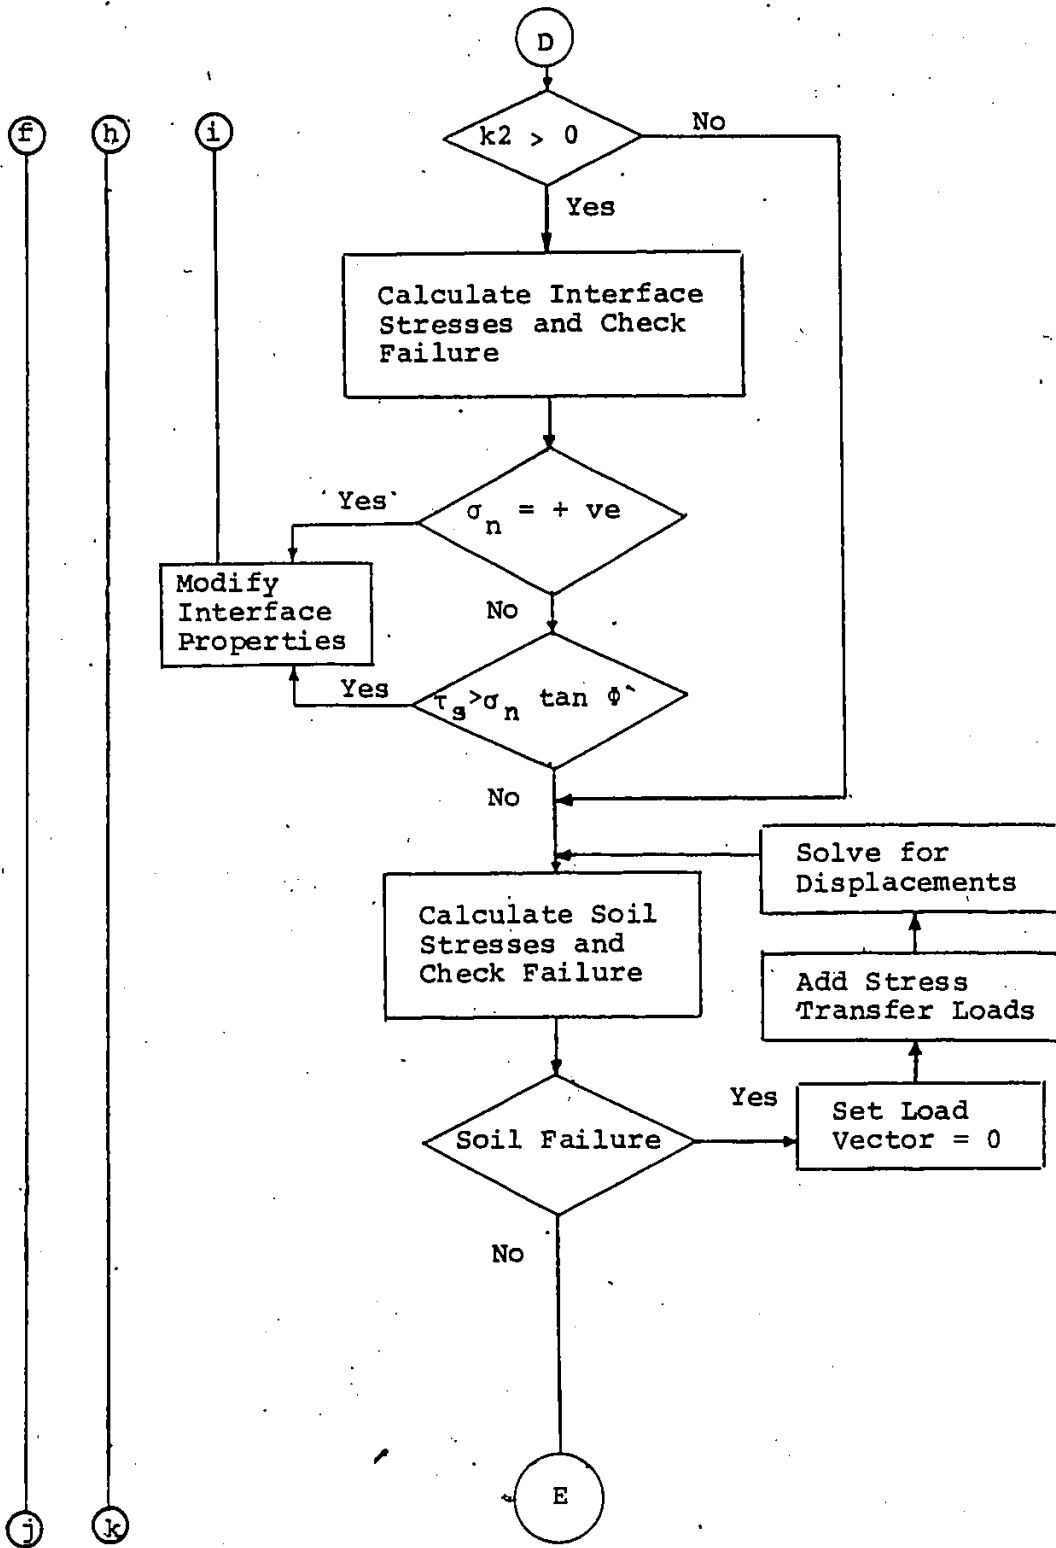 D
f
h
i
k2 > 0
No
Yes
Calculate Interface
Stresses and Check
Failure
Yes
σn = + ve
Modify
Interface
Properties
No
Yes
τs>σn tan Φ`
No
Solve for
Displacements
Calculate Soil
Stresses and
Check Failure
Add Stress
Transfer Loads
Yes
Set Load
Vector = 0
Soil Failure
No
E
j
k